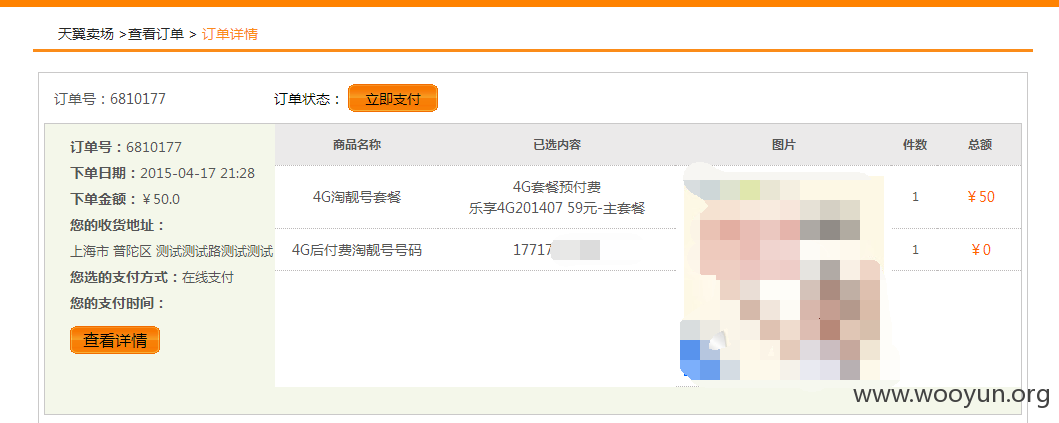 天翼卖场 >查看订单 > 订单详情
订单号：6810177
订单状态： 立即支付
订单号：6810177
下单日期：2015-04-17 21:28
下单金额：￥50.0
您的收货地址：
上海市 普陀区 测试测试路测试测试
您选的支付方式：在线支付
您的支付时间：
查看详情
商品名称 已选内容 图片 件数 总额
4G淘靓号套餐 4G套餐预付费 1 ￥50
乐享4G201407 59元-主套餐
4G后付费淘靓号号码 17717 1 ￥0
www.wooyun.org